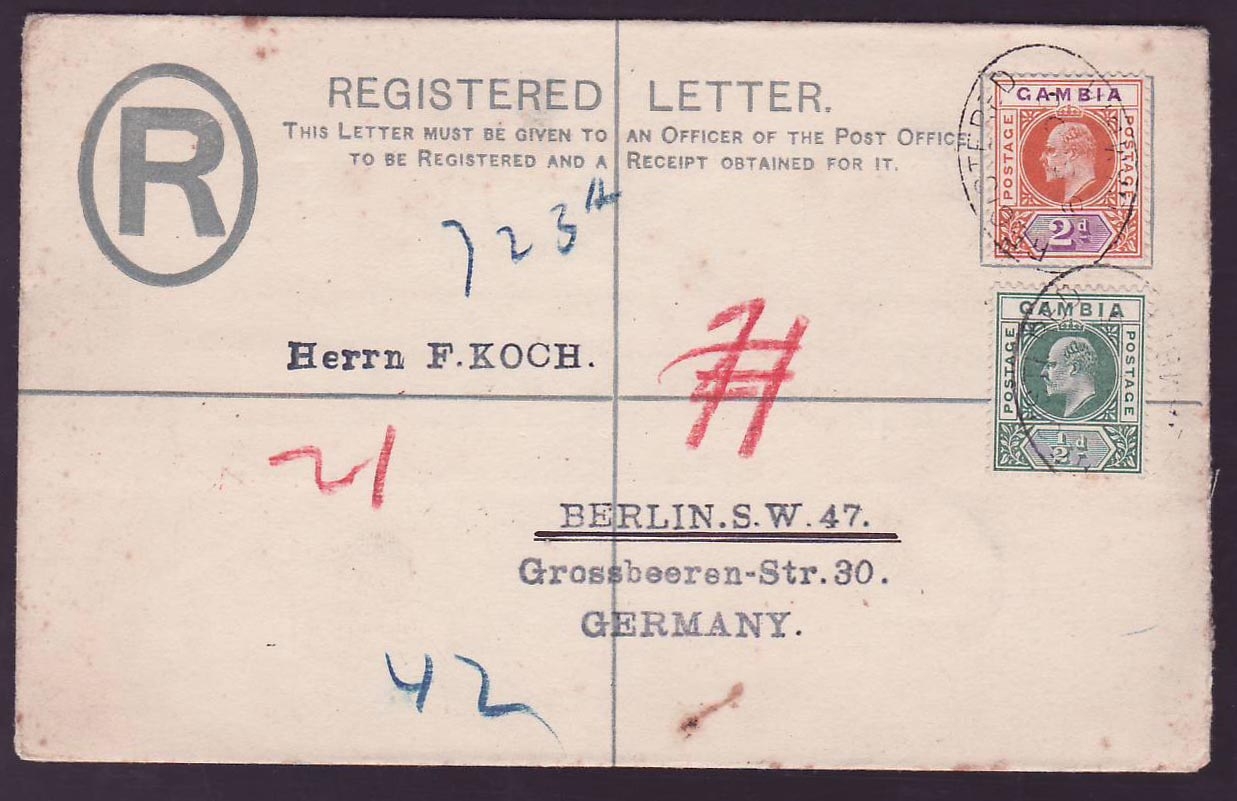 R
REGISTERED LETTER.
THIS LETTER MUST BE GIVEN TO AN OFFICER OF THE POST OFFICE
TO BE REGISTERED AND A RECEIPT OBTAINED FOR IT.
GAMBIA
POSTAGE POSTAGE
2d
723A
GAMBIA
POSTAGE POSTAGE
1/2d
Herrn F.KOCH.
21
BERLIN.S.W.47.
Grossbeeren-Str.30.
GERMANY.
42